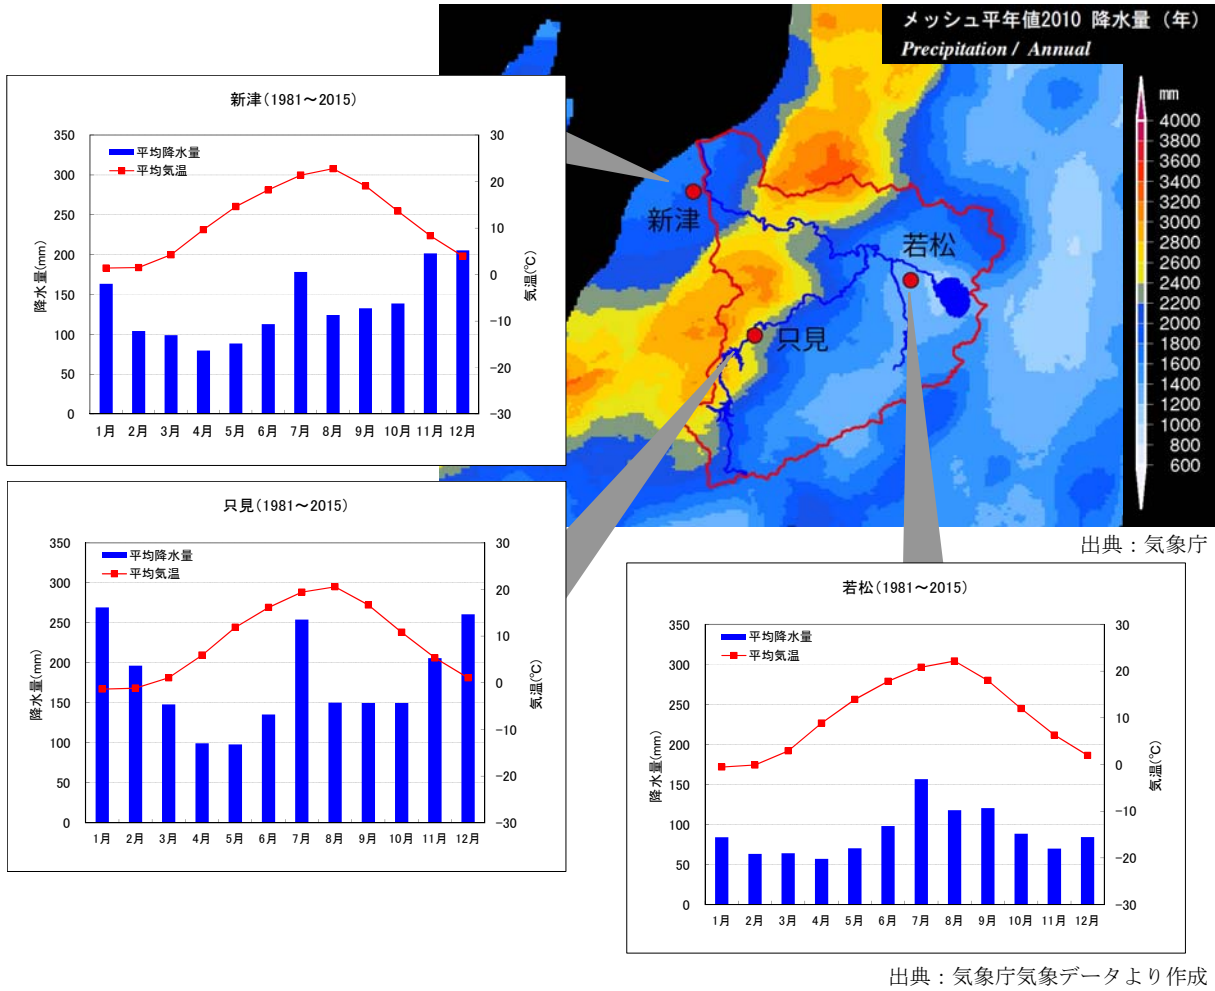 メッシュ平年値2010 降水量（年）
Precipitation / Annual
mm
4000
3800
3600
3400
3200
3000
2800
2600
2400
2200
2000
1800
1600
1400
1200
1000
800
600
新津
若松
只見
出典：気象庁
新津(1981～2015)
平均降水量
平均気温
降水量(mm)
気温(℃)
350
300
250
200
150
100
50
0
30
20
10
0
-10
-20
-30
1月 2月 3月 4月 5月 6月 7月 8月 9月 10月 11月 12月
只見(1981～2015)
平均降水量
平均気温
降水量(mm)
気温(℃)
350
300
250
200
150
100
50
0
30
20
10
0
-10
-20
-30
1月 2月 3月 4月 5月 6月 7月 8月 9月 10月 11月 12月
若松(1981～2015)
平均降水量
平均気温
降水量(mm)
気温(℃)
350
300
250
200
150
100
50
0
30
20
10
0
-10
-20
-30
1月 2月 3月 4月 5月 6月 7月 8月 9月 10月 11月 12月
出典：気象庁気象データより作成